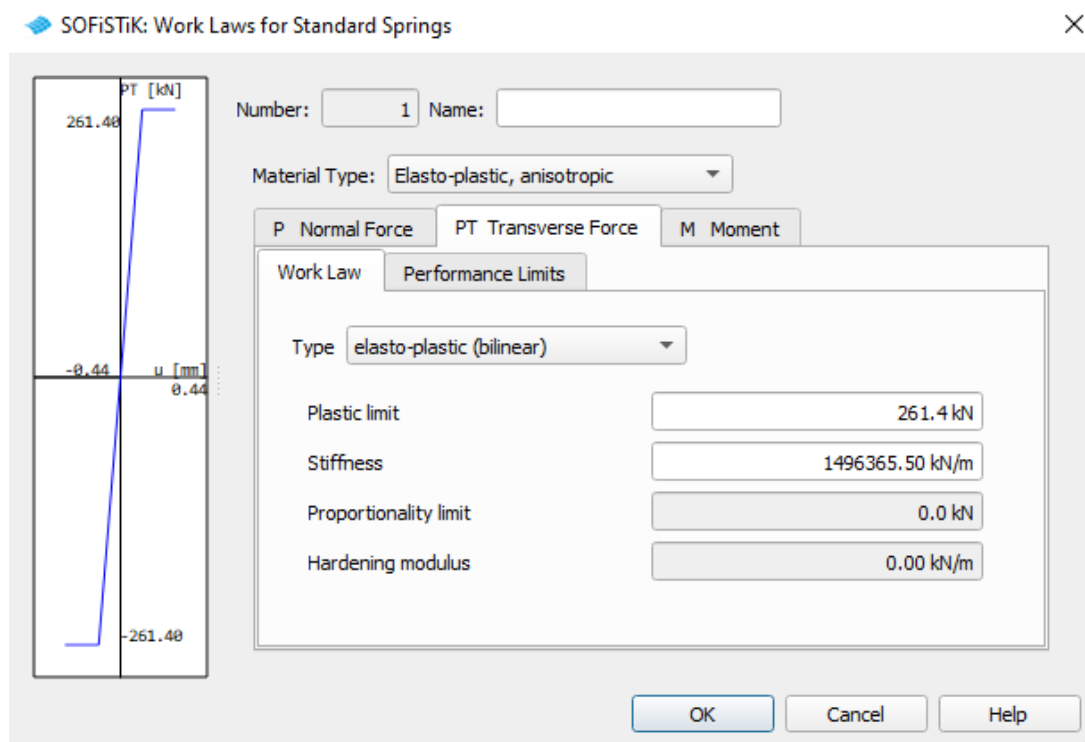 SOFiSTiK: Work Laws for Standard Springs
PT [kN]
261.40
-0.44 u [mm]
0.44
-261.40
Number: 1 Name:
Material Type: Elasto-plastic, anisotropic
P Normal Force PT Transverse Force M Moment
Work Law Performance Limits
Type elasto-plastic (bilinear)
Plastic limit 261.4 kN
Stiffness 1496365.50 kN/m
Proportionality limit 0.0 kN
Hardening modulus 0.00 kN/m
OK Cancel Help